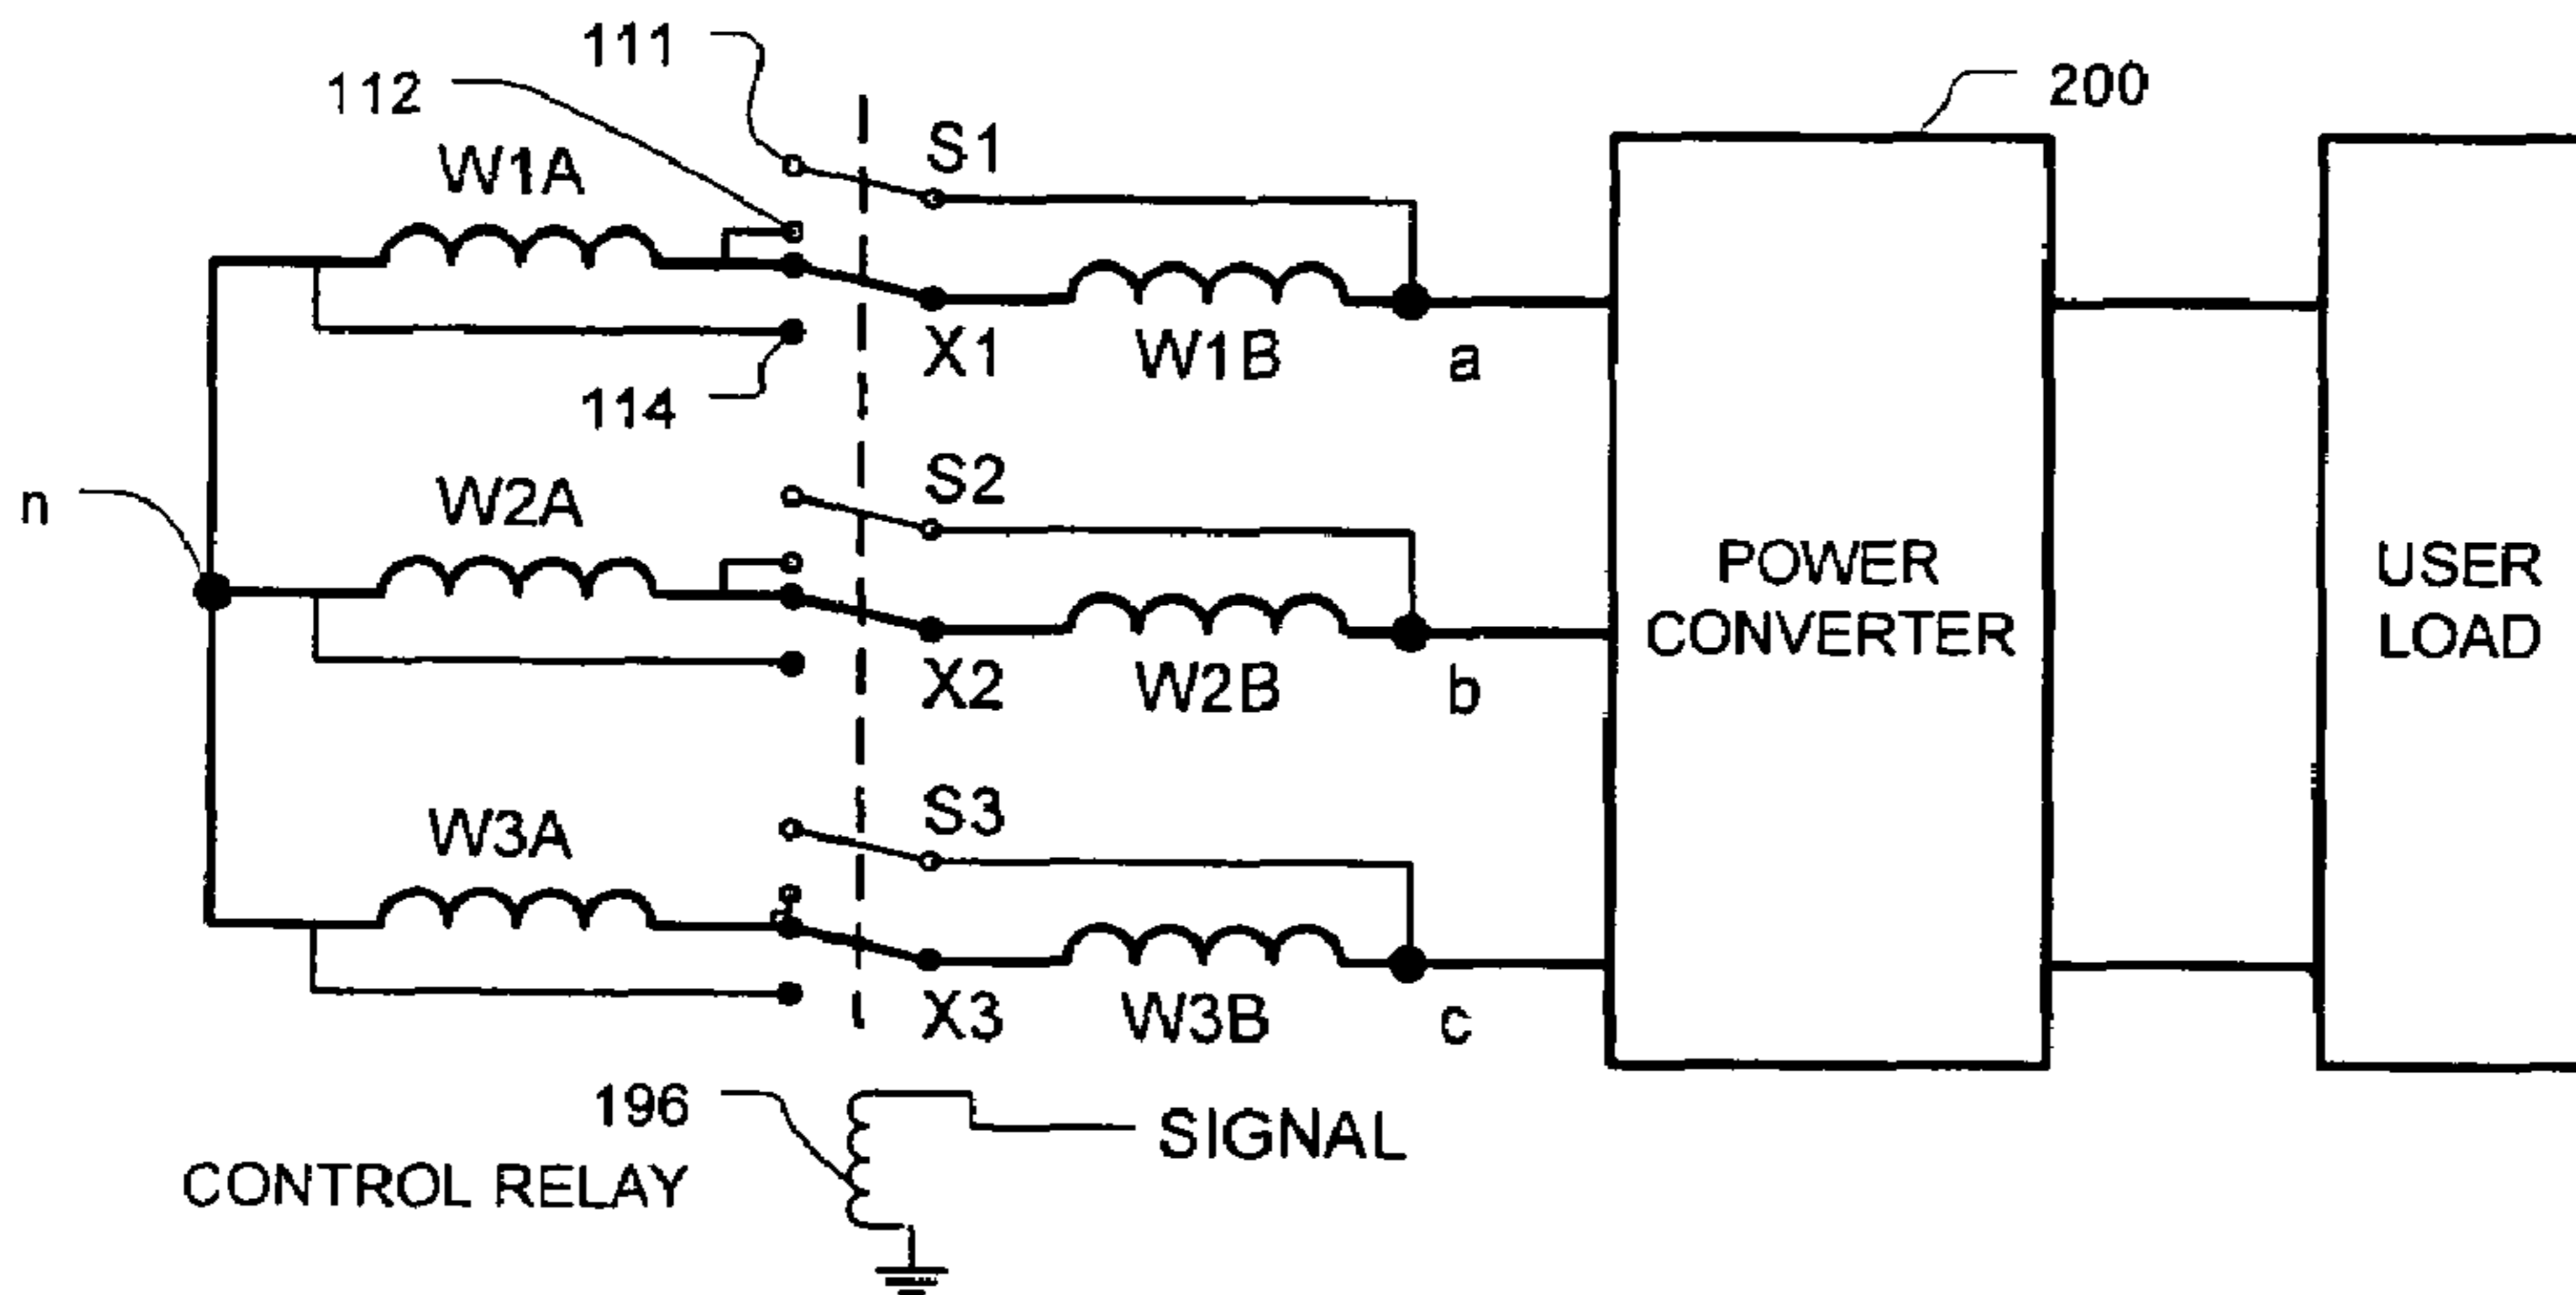 111
112
200
S1
W1A
X1
W1B
a
114
S2
n
W2A
POWER
CONVERTER
USER
LOAD
X2
W2B
b
S3
W3A
X3
W3B
c
196
CONTROL RELAY
SIGNAL